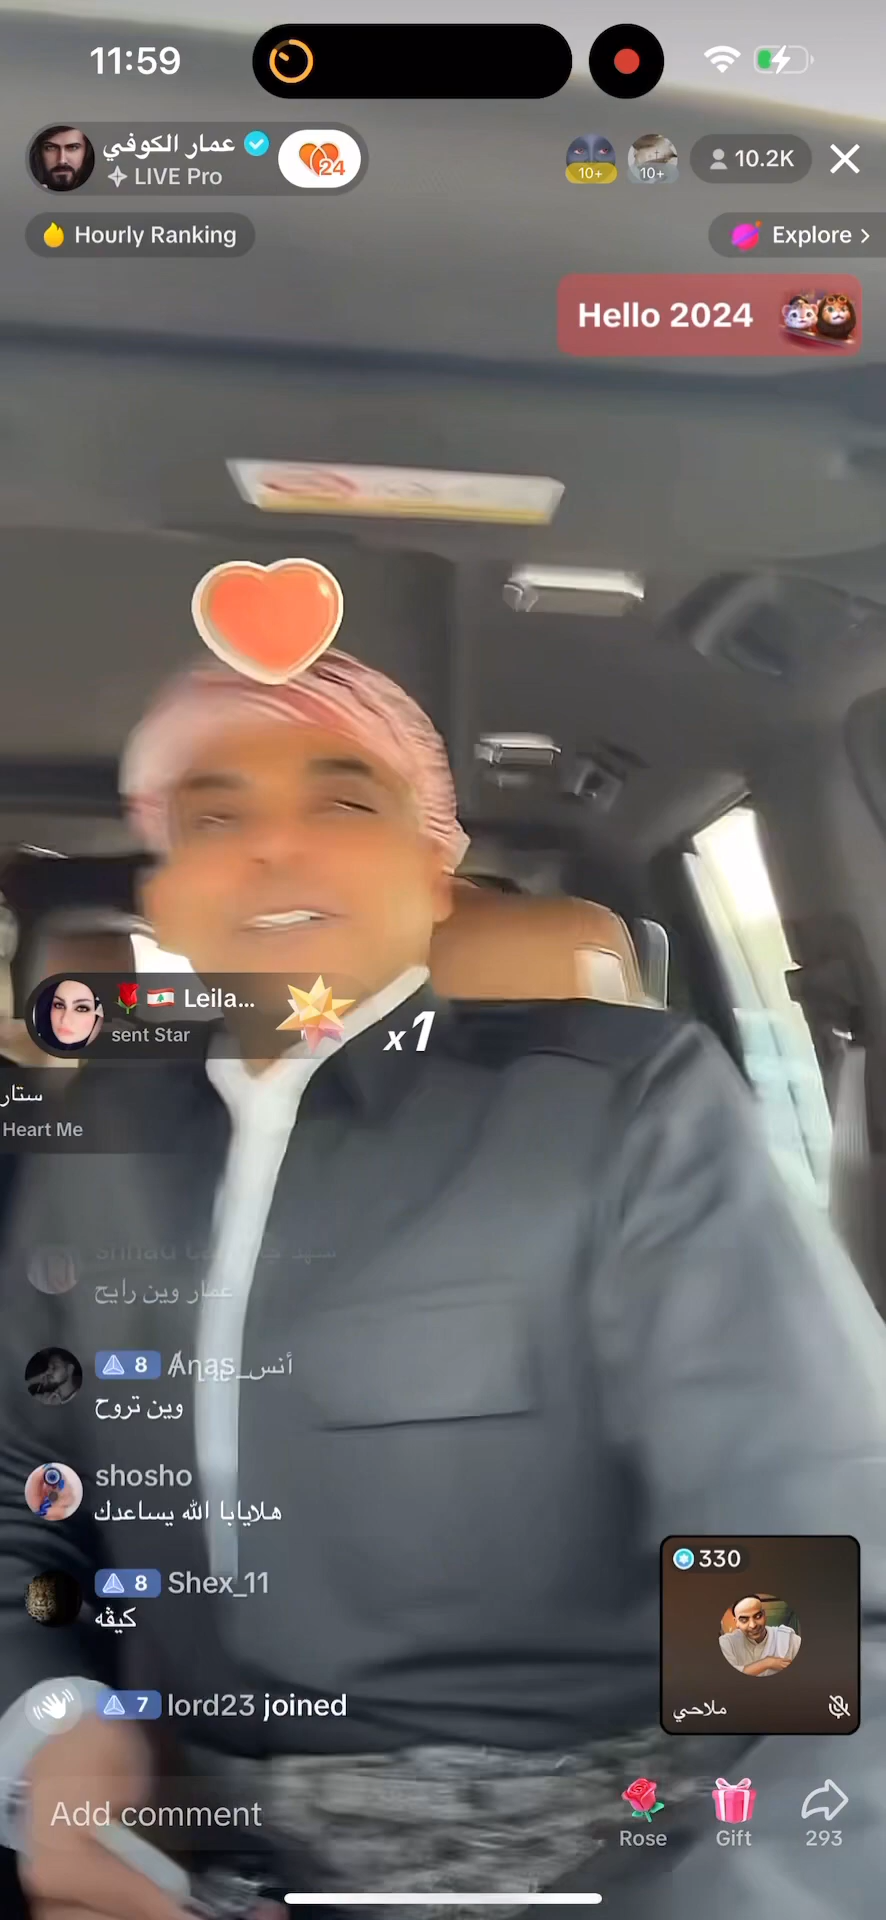 11:59
عمار الكوفي
LIVE Pro
24
10+
10+
10.2K
Hourly Ranking
Explore
Hello 2024
Leila...
sent Star
x1
ستار
Heart Me
عمار وين رايح
8 Ⱥղąʂ_أنس
وين تروح
shosho
هلايابا الله يساعدك
8 Shex_11
كيڤه
330
ملاحي
7 lord23 joined
Add comment
Rose
Gift
293